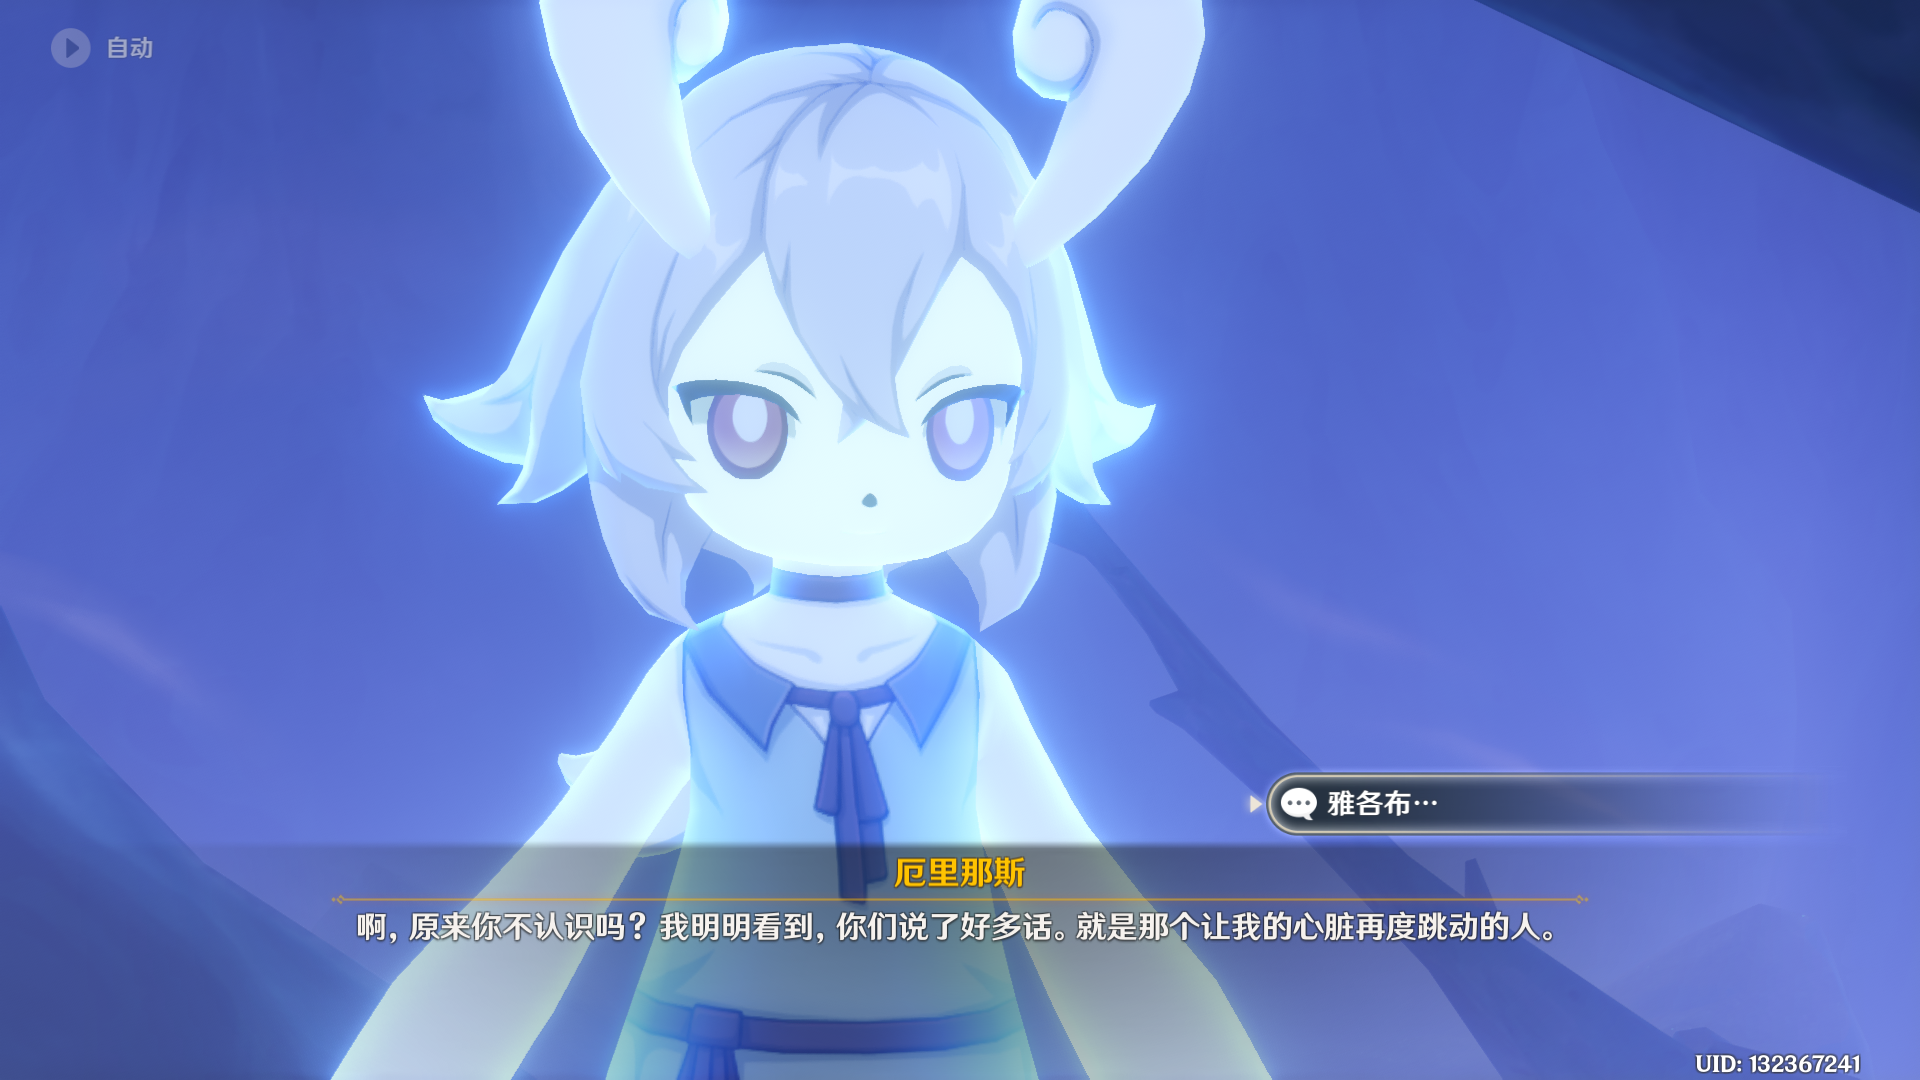 自动
雅各布…
厄里那斯
啊，原来你不认识吗？我明明看到，你们说了好多话。就是那个让我的心脏再度跳动的人。
UID: 132367241